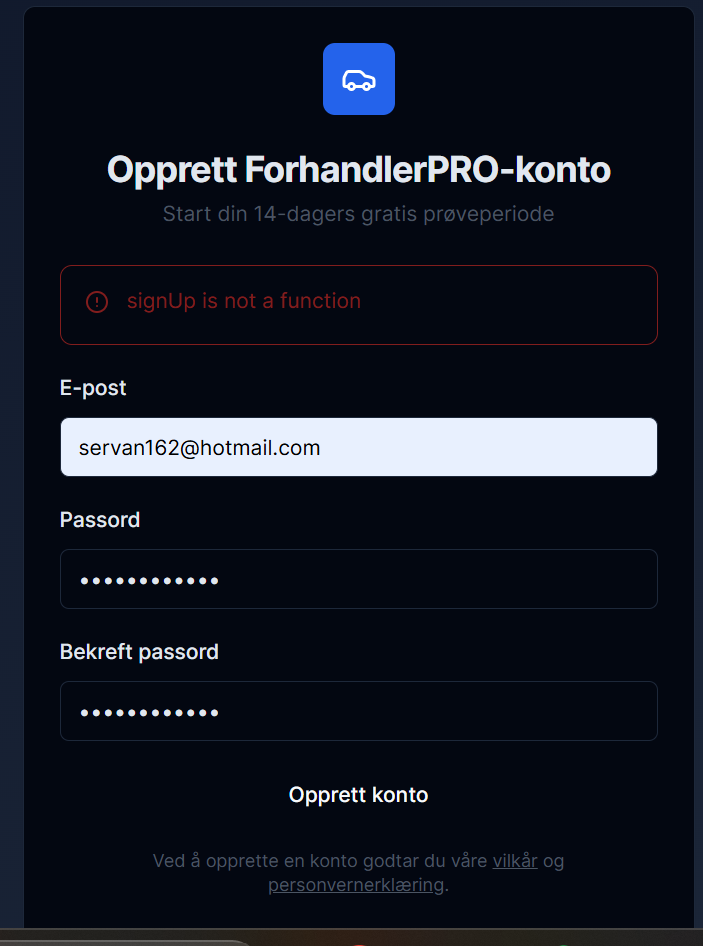 Opprett ForhandlerPRO-konto
Start din 14-dagers gratis prøveperiode
signUp is not a function
E-post
servan162@hotmail.com
Passord
••••••••••••
Bekreft passord
••••••••••••
Opprett konto
Ved å opprette en konto godtar du våre vilkår og
personvernerklæring.